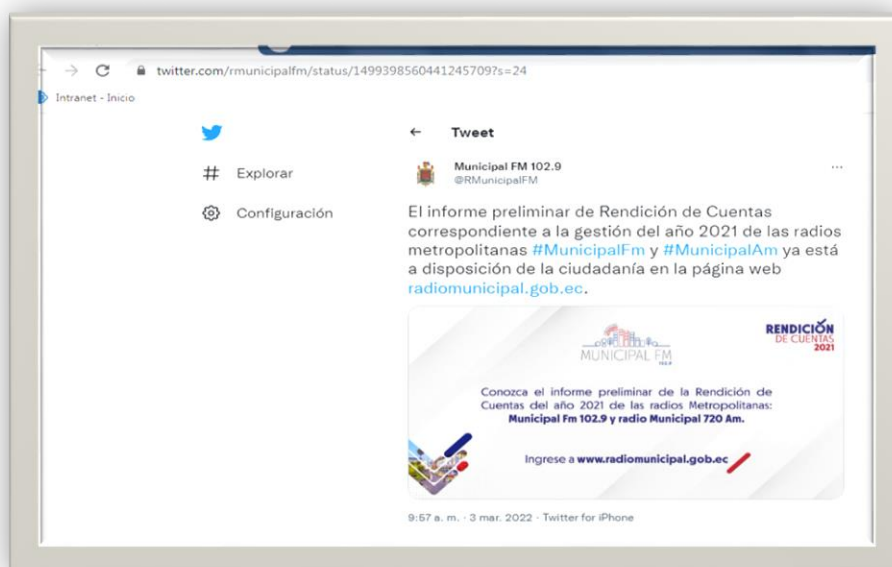 twitter.com/rmunicipalfm/status/1499398560441245709?s=24
Intranet - Inicio
Tweet
Explorar
Configuración
Municipal FM 102.9
@RMunicipalFM
El informe preliminar de Rendición de Cuentas
correspondiente a la gestión del año 2021 de las radios
metropolitanas #MunicipalFm y #MunicipalAm ya está
a disposición de la ciudadanía en la página web
radiomunicipal.gob.ec.
MUNICIPAL FM
102.9
RENDICIÓN
DE CUENTAS
2021
Conozca el informe preliminar de la Rendición de
Cuentas del año 2021 de las radios Metropolitanas:
Municipal Fm 102.9 y radio Municipal 720 Am.
Ingrese a www.radiomunicipal.gob.ec
9:57 a. m. · 3 mar. 2022 · Twitter for iPhone